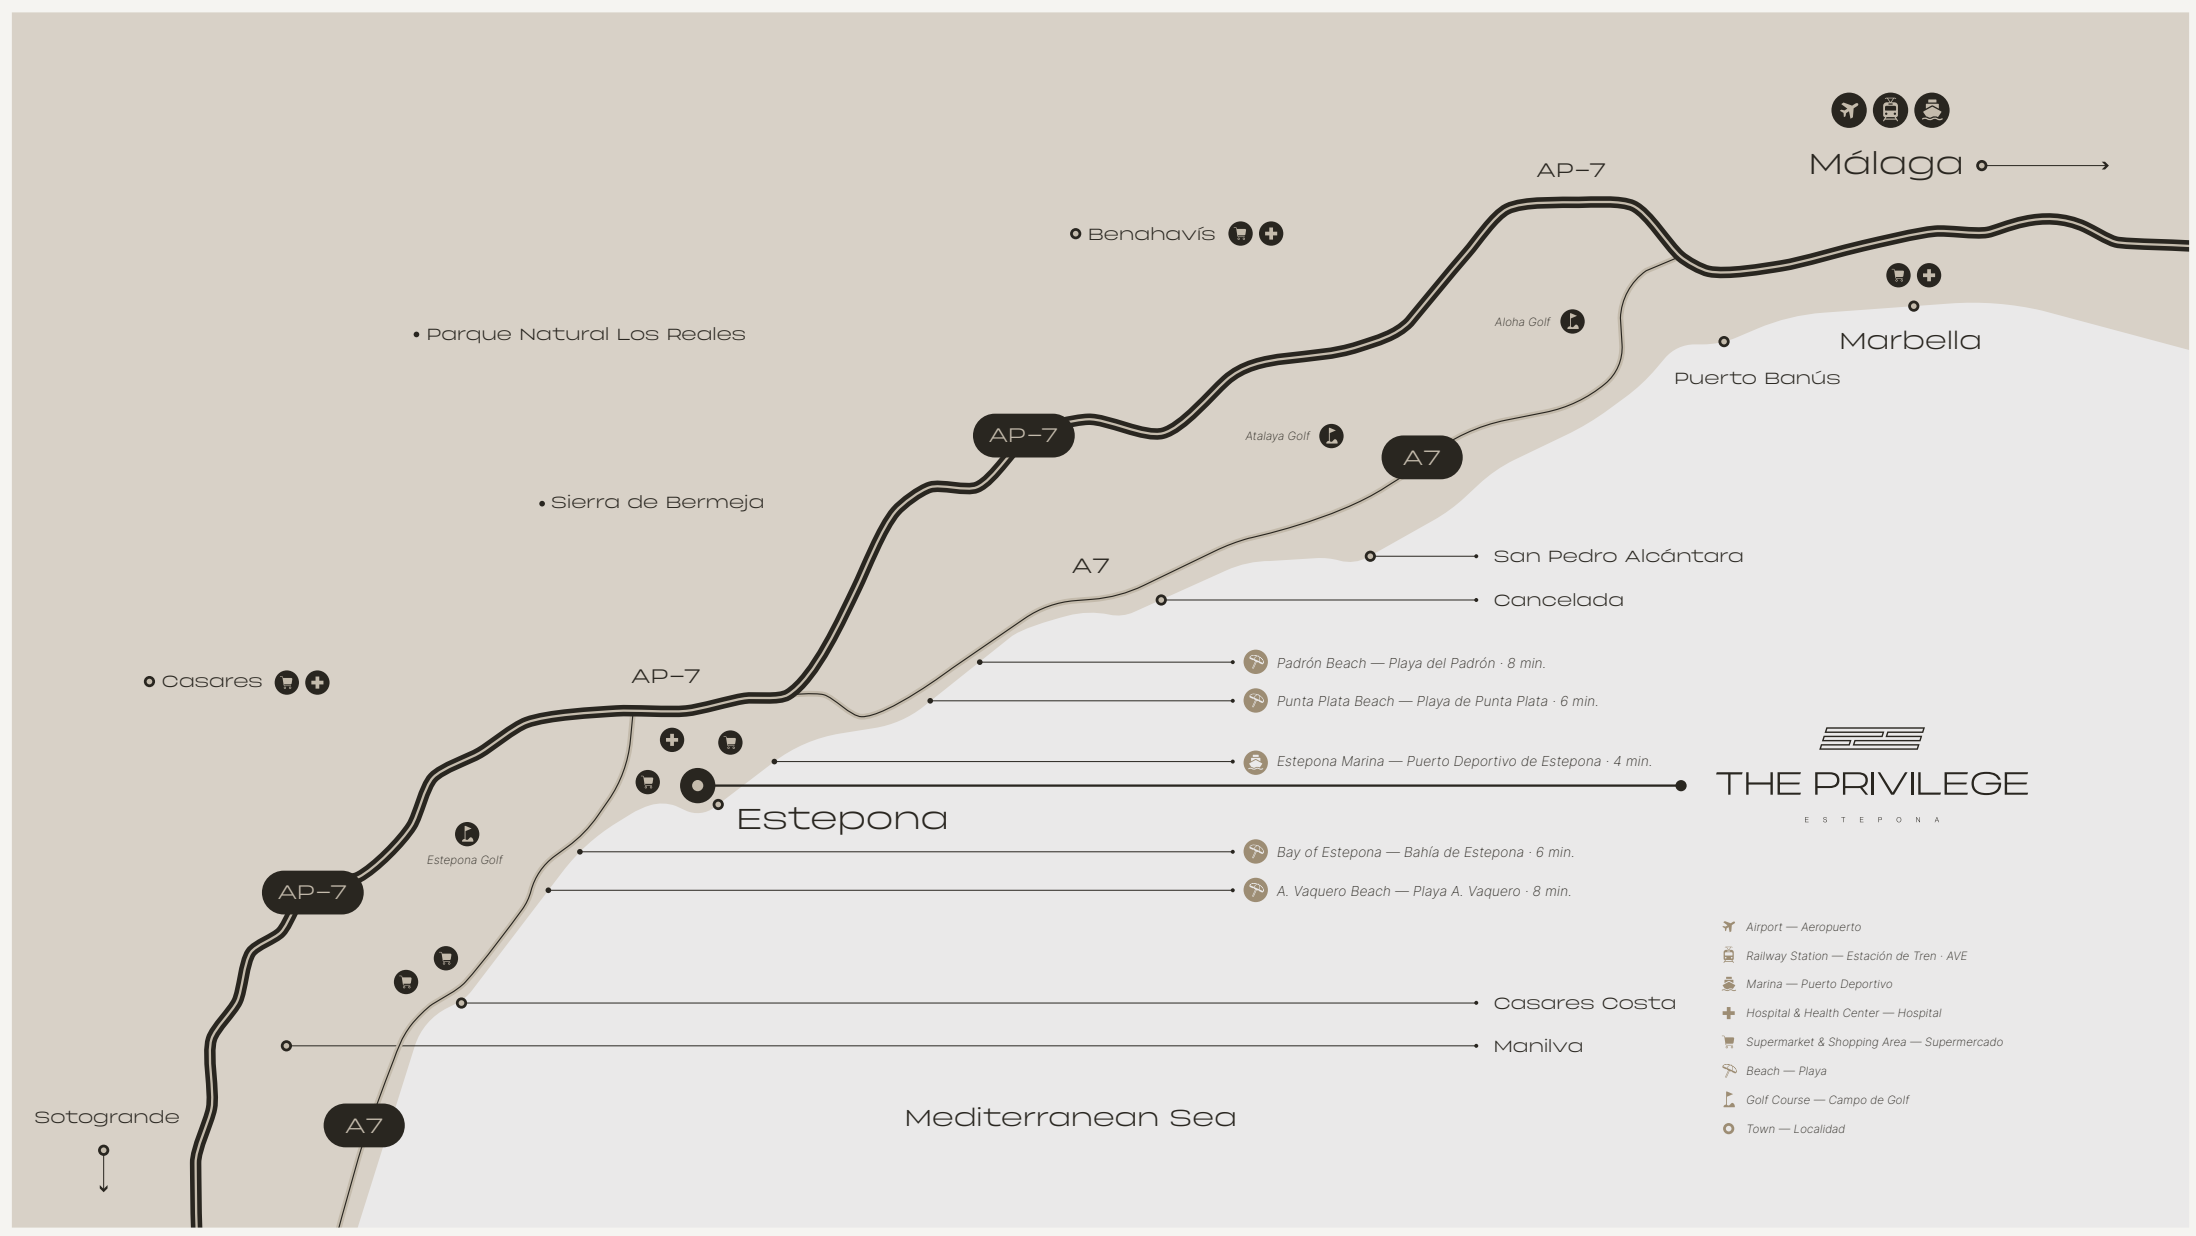 Málaga
AP–7
Benahavís
Parque Natural Los Reales
Aloha Golf
Marbella
Puerto Banús
AP–7
Atalaya Golf
A7
Sierra de Bermeja
San Pedro Alcántara
A7
Cancelada
Padrón Beach — Playa del Padrón · 8 min.
AP–7
Casares
Punta Plata Beach — Playa de Punta Plata · 6 min.
Estepona Marina — Puerto Deportivo de Estepona · 4 min.
THE PRIVILEGE
ESTEPONA
Estepona
Bay of Estepona — Bahía de Estepona · 6 min.
Estepona Golf
A. Vaquero Beach — Playa A. Vaquero · 8 min.
AP–7
Airport — Aeropuerto
Railway Station — Estación de Tren · AVE
Marina — Puerto Deportivo
Hospital & Health Center — Hospital
Supermarket & Shopping Area — Supermercado
Beach — Playa
Golf Course — Campo de Golf
Town — Localidad
Casares Costa
Manilva
Sotogrande
A7
Mediterranean Sea